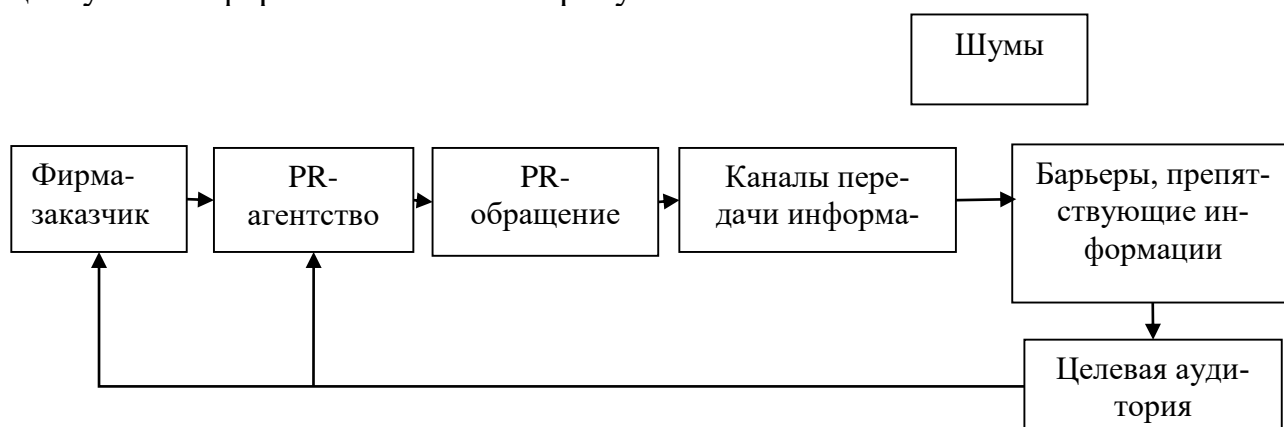 Шумы
Фирма-
заказчик
PR-
агентство
PR-
обращение
Каналы пере-
дачи информа-
Барьеры, препят-
ствующие ин-
формации
Целевая ауди-
тория